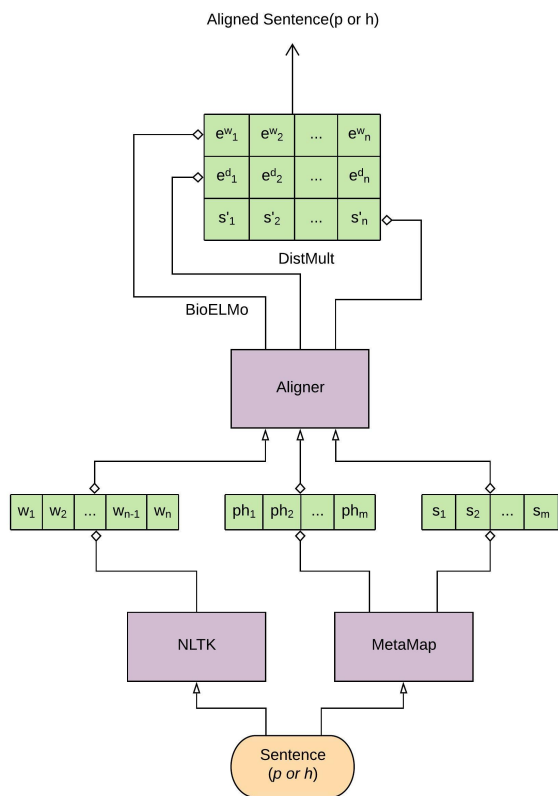 Aligned Sentence(p or h)
e^w_1 e^w_2 ... e^w_n
e^d_1 e^d_2 ... e^d_n
s'_1 s'_2 ... s'_n
DistMult
BioELMo
Aligner
w_1 w_2 ... w_{n-1} w_n
ph_1 ph_2 ... ph_m
s_1 s_2 ... s_m
NLTK
MetaMap
Sentence
(p or h)